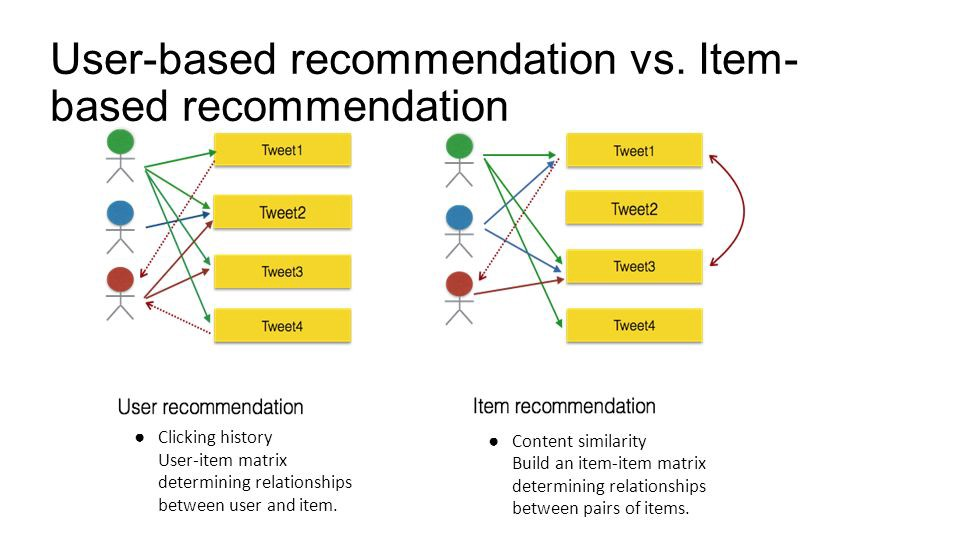 User-based recommendation vs. Item-
based recommendation
Tweet1
Tweet2
Tweet3
Tweet4
User recommendation
● Clicking history
User-item matrix
determining relationships
between user and item.
Tweet1
Tweet2
Tweet3
Tweet4
Item recommendation
● Content similarity
Build an item-item matrix
determining relationships
between pairs of items.